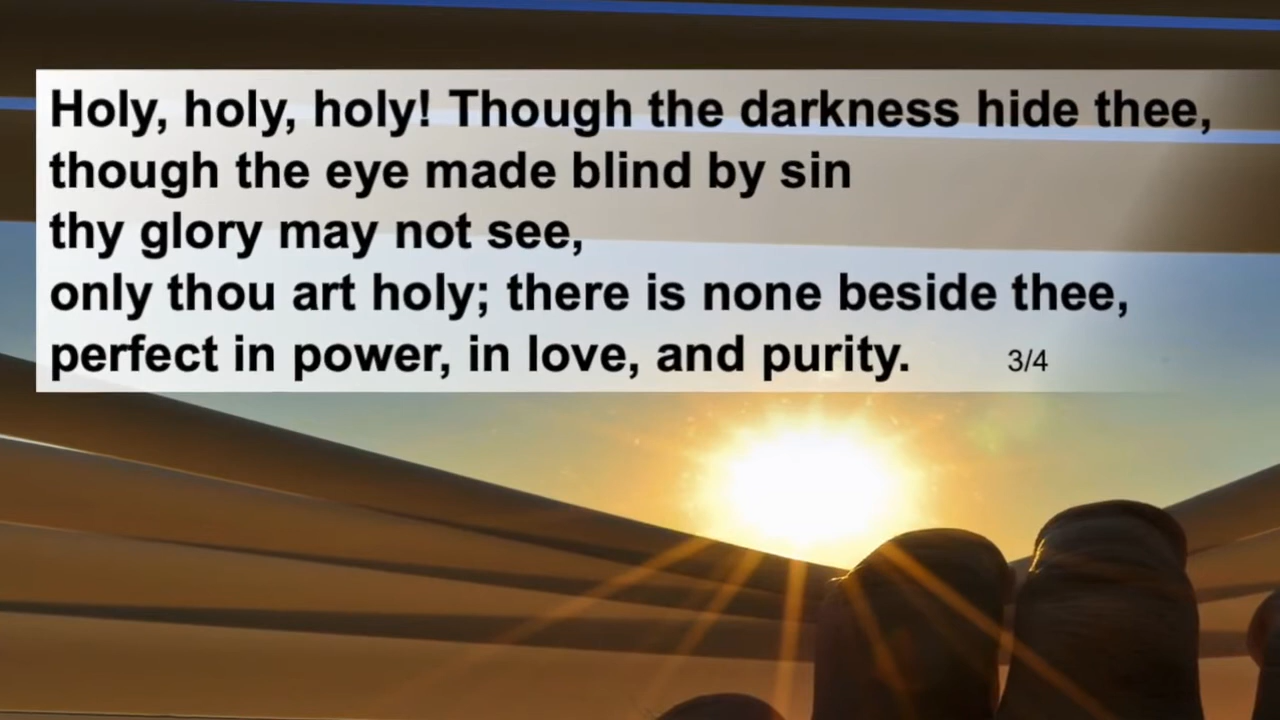 Holy, holy, holy! Though the darkness hide thee,
though the eye made blind by sin
thy glory may not see,
only thou art holy; there is none beside thee,
perfect in power, in love, and purity. 3/4